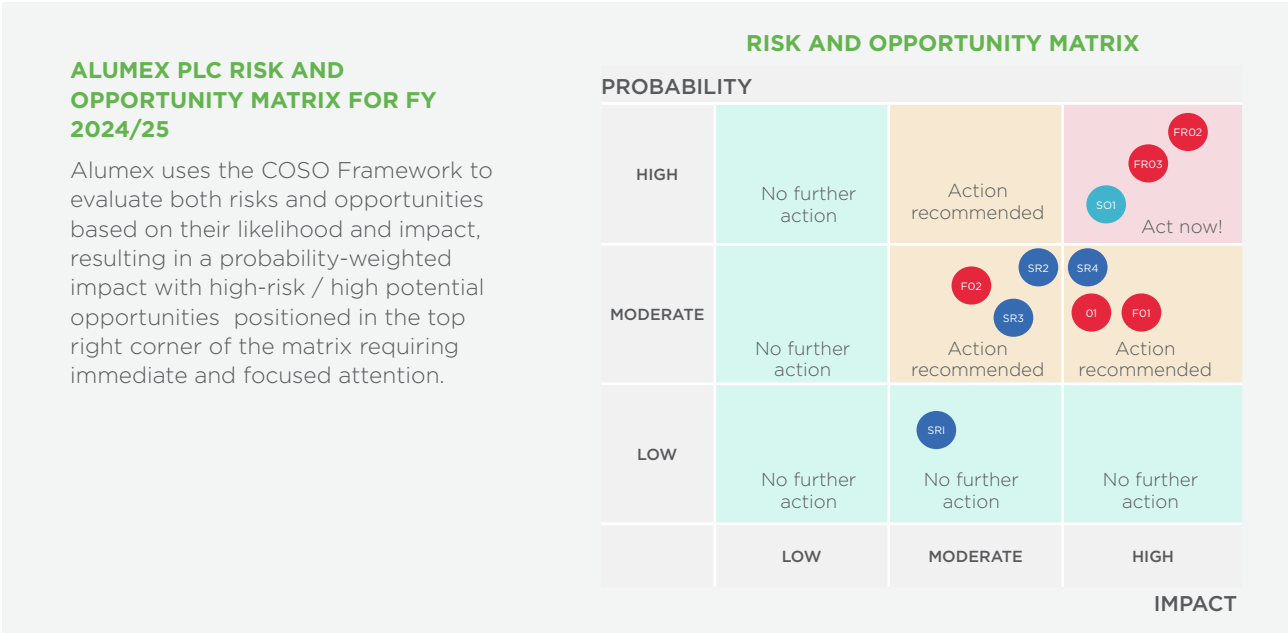 ALUMEX PLC RISK AND
OPPORTUNITY MATRIX FOR FY
2024/25
Alumex uses the COSO Framework to
evaluate both risks and opportunities
based on their likelihood and impact,
resulting in a probability-weighted
impact with high-risk / high potential
opportunities positioned in the top
right corner of the matrix requiring
immediate and focused attention.
RISK AND OPPORTUNITY MATRIX
PROBABILITY
HIGH
No further
action
Action
recommended
FR02
FR03
SO1
Act now!
MODERATE
No further
action
F02
SR2
SR3
Action
recommended
SR4
01
F01
Action
recommended
LOW
No further
action
SR1
No further
action
No further
action
LOW
MODERATE
HIGH
IMPACT